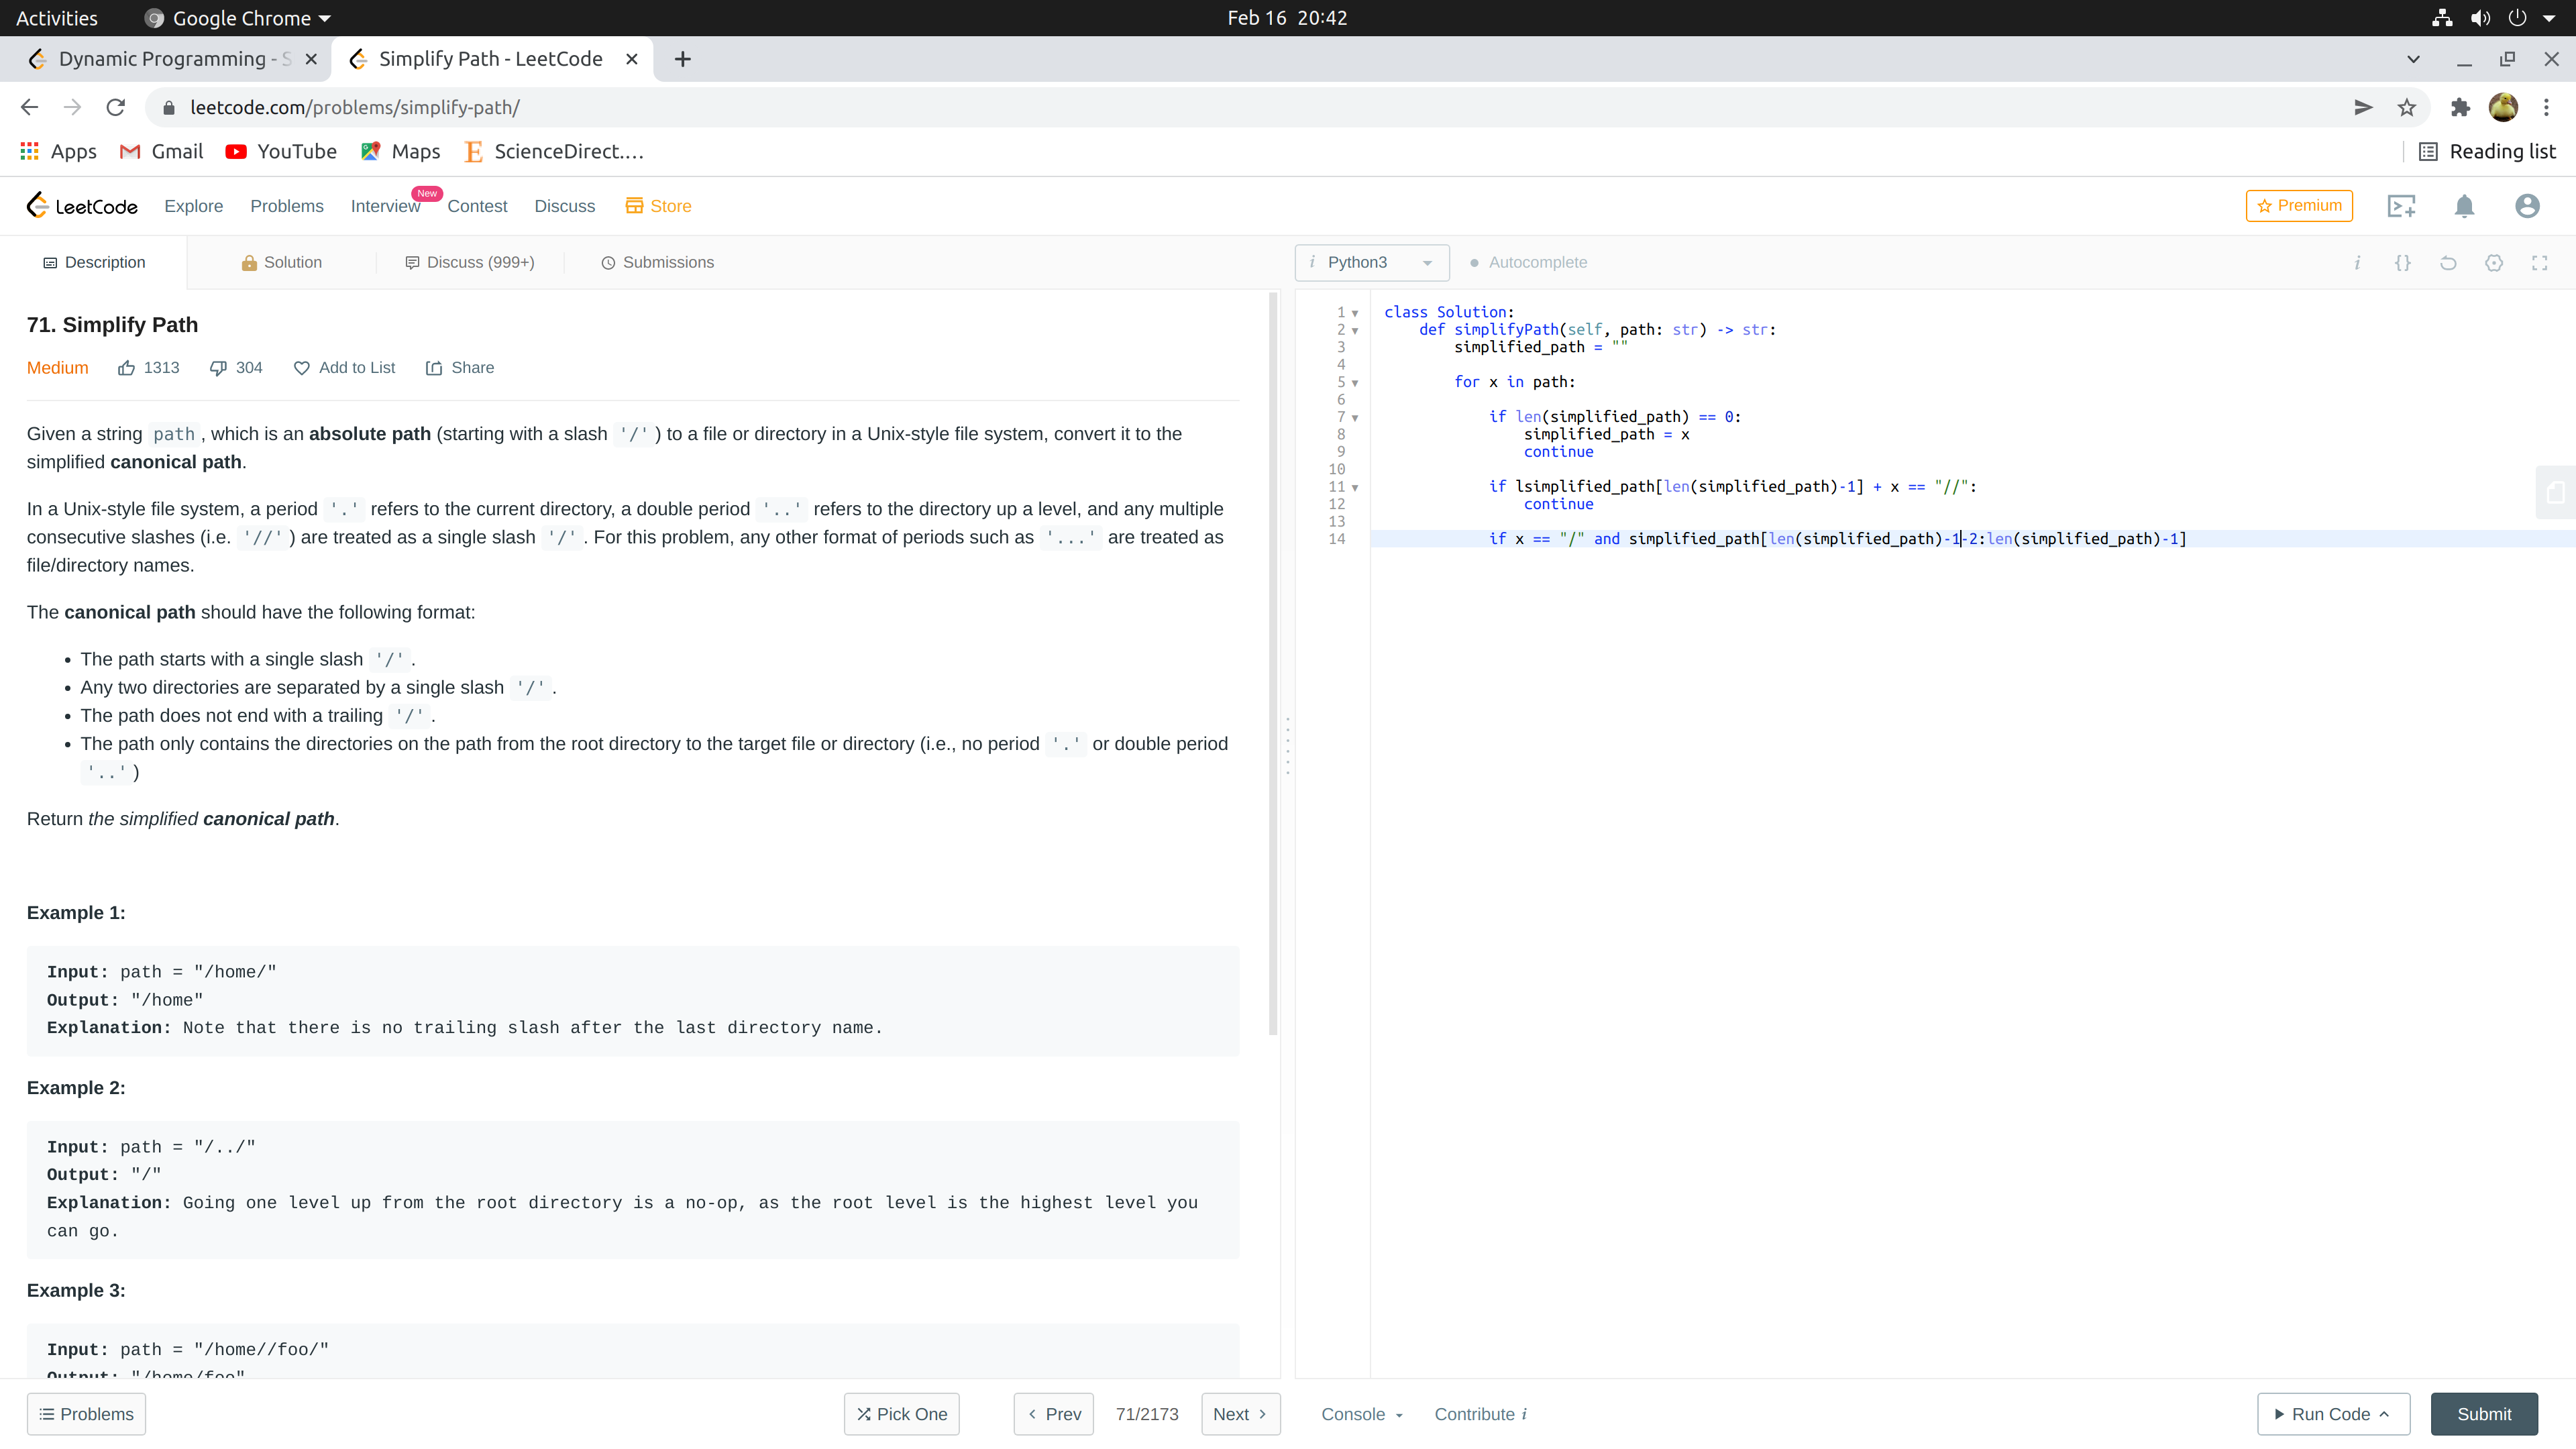 Activities Google Chrome Feb 16 20:42
Dynamic Programming - S Simplify Path - LeetCode
leetcode.com/problems/simplify-path/
Apps Gmail YouTube Maps ScienceDirect.... Reading list
LeetCode Explore Problems Interview New Contest Discuss Store Premium
Description Solution Discuss (999+) Submissions
i Python3 Autocomplete i {}
71. Simplify Path
Medium 1313 304 Add to List Share
Given a string path , which is an absolute path (starting with a slash '/' ) to a file or directory in a Unix-style file system, convert it to the
simplified canonical path.
In a Unix-style file system, a period '.' refers to the current directory, a double period '..' refers to the directory up a level, and any multiple
consecutive slashes (i.e. '//' ) are treated as a single slash '/' . For this problem, any other format of periods such as '...' are treated as
file/directory names.
The canonical path should have the following format:
• The path starts with a single slash '/' .
• Any two directories are separated by a single slash '/' .
• The path does not end with a trailing '/' .
• The path only contains the directories on the path from the root directory to the target file or directory (i.e., no period '.' or double period
'..' )
Return the simplified canonical path.
Example 1:
Input: path = "/home/"
Output: "/home"
Explanation: Note that there is no trailing slash after the last directory name.
Example 2:
Input: path = "/../"
Output: "/"
Explanation: Going one level up from the root directory is a no-op, as the root level is the highest level you
can go.
Example 3:
Input: path = "/home//foo/"
Output: "/home/foo"
1 class Solution:
2 def simplifyPath(self, path: str) -> str:
3 simplified_path = ""
4
5 for x in path:
6
7 if len(simplified_path) == 0:
8 simplified_path = x
9 continue
10
11 if lsimplified_path[len(simplified_path)-1] + x == "//":
12 continue
13
14 if x == "/" and simplified_path[len(simplified_path)-1-2:len(simplified_path)-1]
Problems Pick One Prev 71/2173 Next Console Contribute i Run Code Submit